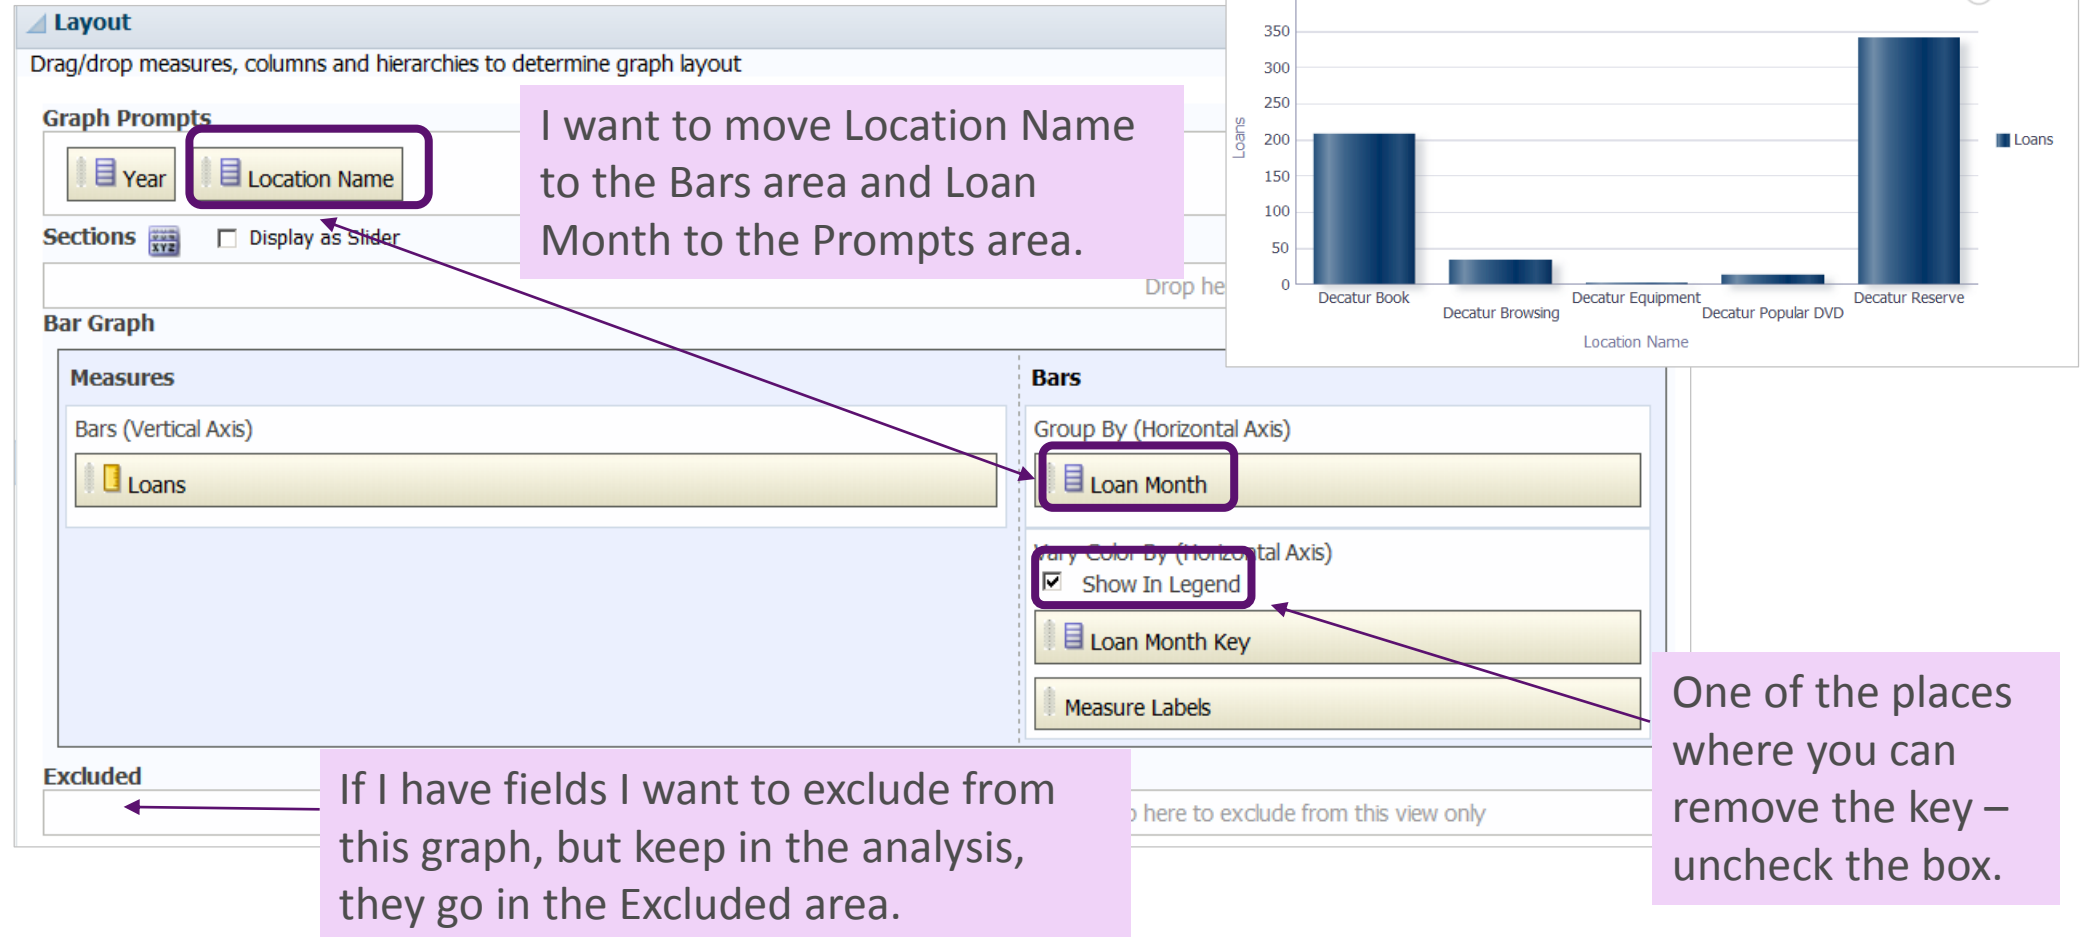 Layout
Drag/drop measures, columns and hierarchies to determine graph layout
Graph Prompts
Year
Location Name
I want to move Location Name
to the Bars area and Loan
Month to the Prompts area.
Sections
XYZ
Display as Slider
Drop he
Bar Graph
Measures
Bars (Vertical Axis)
Loans
Bars
Group By (Horizontal Axis)
Loan Month
Vary Color By (Horizontal Axis)
Show In Legend
Loan Month Key
Measure Labels
Excluded
here to exclude from this view only
If I have fields I want to exclude from
this graph, but keep in the analysis,
they go in the Excluded area.
One of the places
where you can
remove the key –
uncheck the box.
350
300
250
200
150
100
50
0
Loans
Decatur Book
Decatur Browsing
Decatur Equipment
Decatur Popular DVD
Decatur Reserve
Location Name
Loans